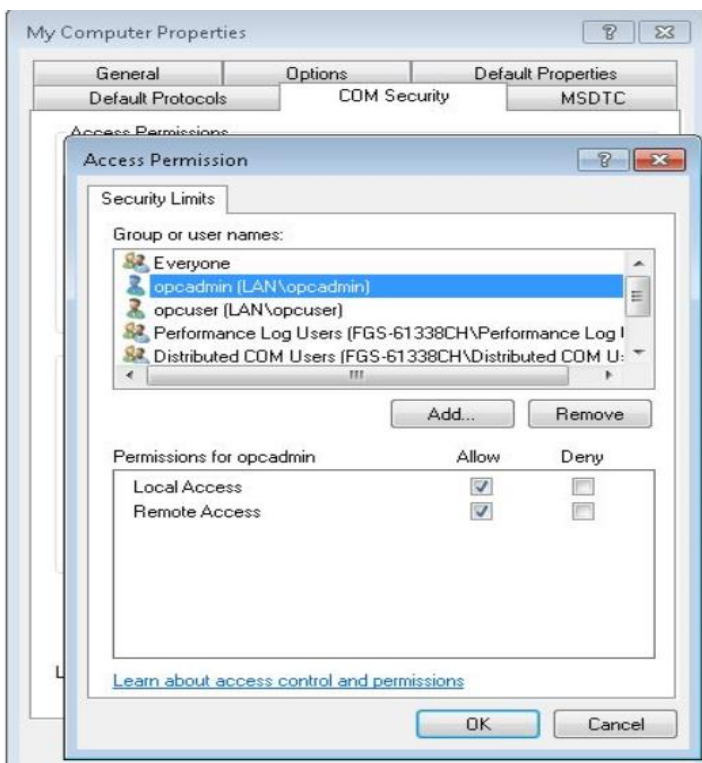 My Computer Properties
General Options Default Properties
Default Protocols COM Security MSDTC
Access Permissions
Access Permission
Security Limits
Group or user names:
Everyone
opcadmin (LAN\opcadmin)
opcuser (LAN\opcuser)
Performance Log Users (FGS-61338CH\Performance Log
Distributed COM Users (FGS-61338CH\Distributed COM U
Add... Remove
Permissions for opcadmin Allow Deny
Local Access
Remote Access
Learn about access control and permissions
OK Cancel